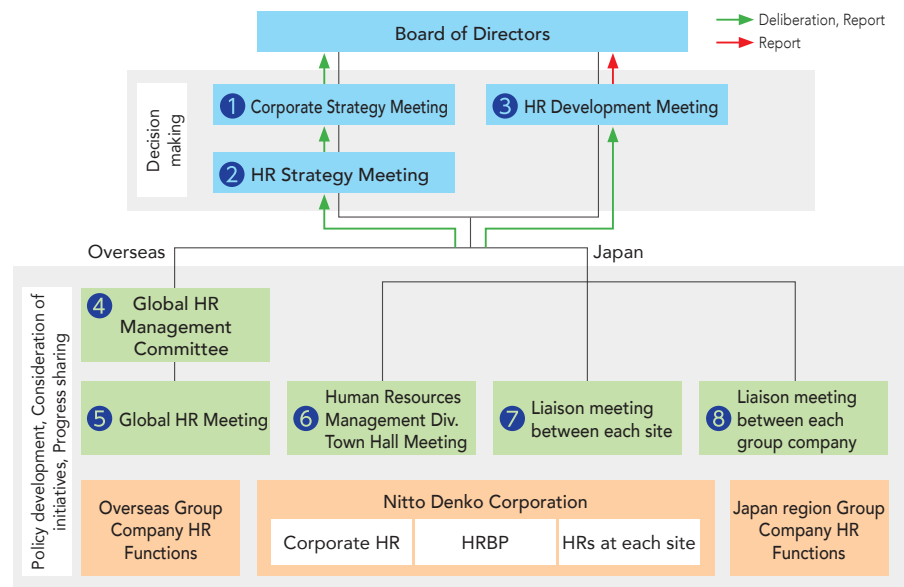 Board of Directors
Deliberation, Report
Report
Decision
making
1 Corporate Strategy Meeting
3 HR Development Meeting
2 HR Strategy Meeting
Overseas
Japan
Policy development, Consideration of
initiatives, Progress sharing
4 Global HR
Management
Committee
5 Global HR Meeting
6 Human Resources
Management Div.
Town Hall Meeting
7 Liaison meeting
between each site
8 Liaison meeting
between each
group company
Overseas Group
Company HR
Functions
Nitto Denko Corporation
Corporate HR
HRBP
HRs at each site
Japan region Group
Company HR
Functions